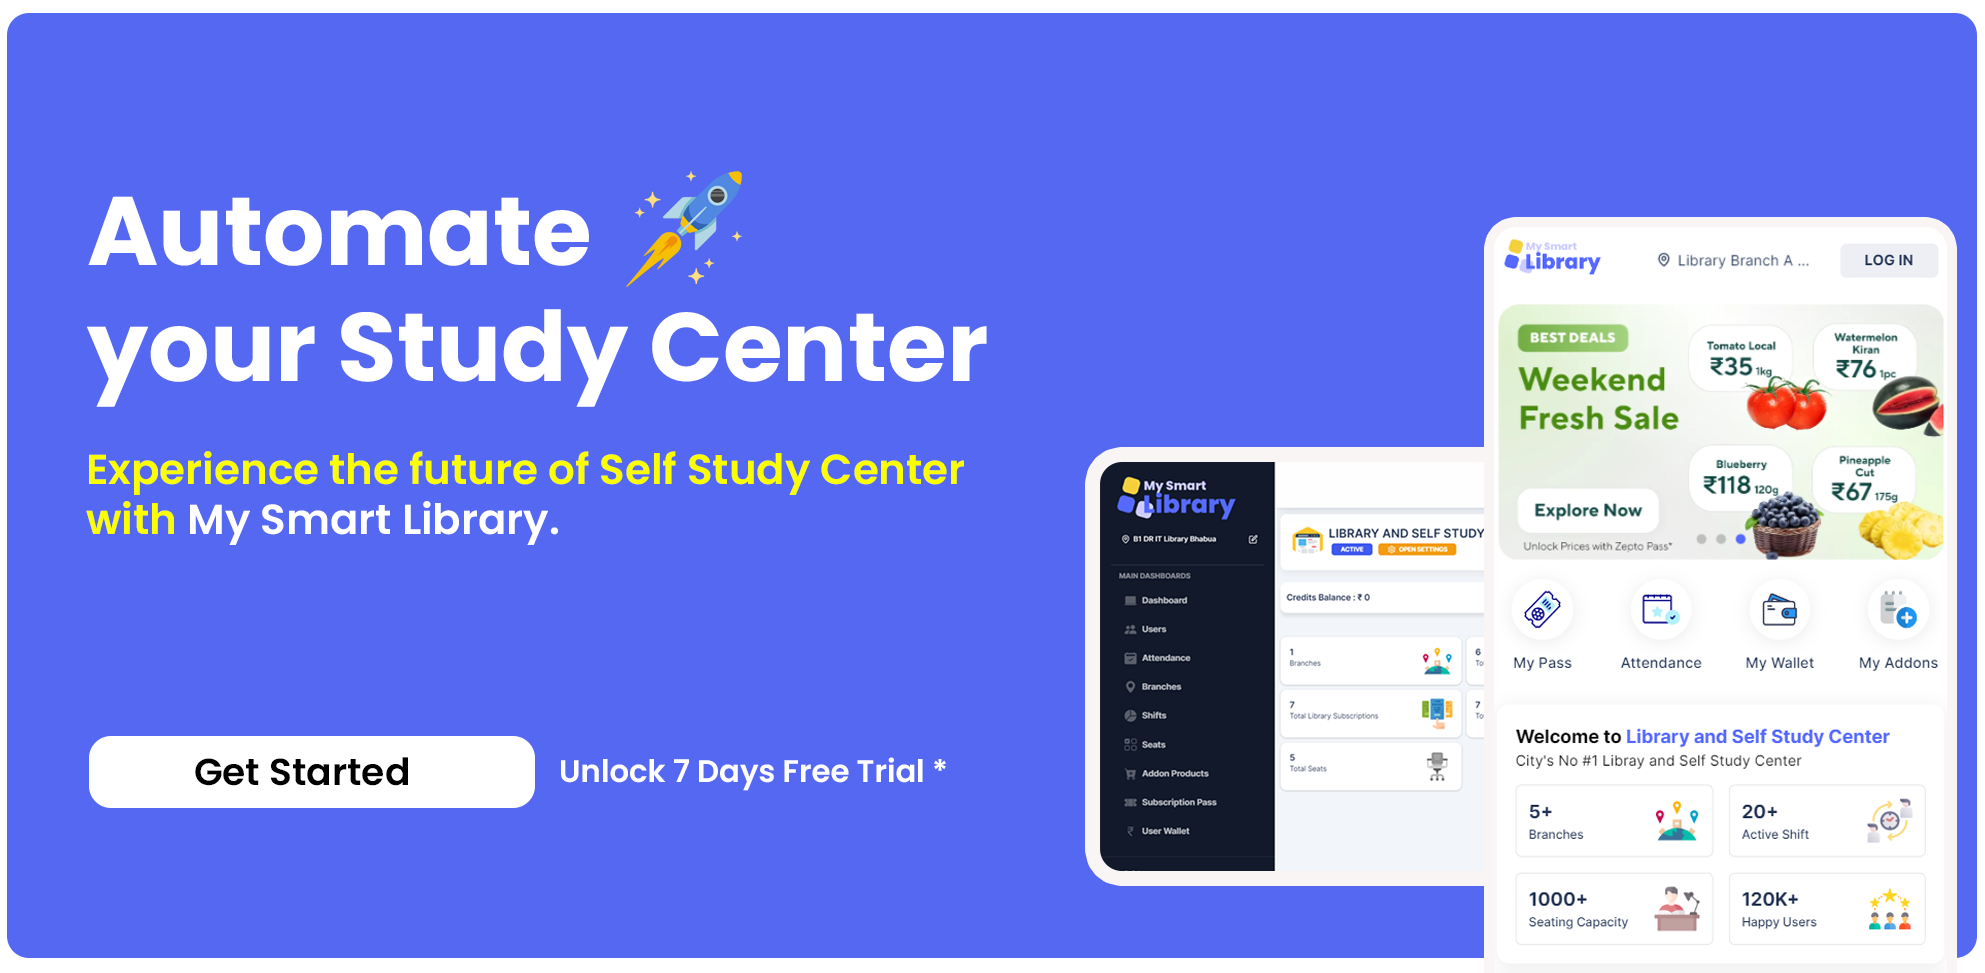 Automate
your Study Center
Experience the future of Self Study Center
with My Smart Library.
Get Started
Unlock 7 Days Free Trial *
My Smart
Library
B1 DR IT Library Bhabua
MAIN DASHBOARDS
Dashboard
Users
Attendance
Branches
Shifts
Seats
Addon Products
Subscription Pass
User Wallet
LIBRARY AND SELF STUDY
ACTIVE
OPEN SETTINGS
Credits Balance : ₹ 0
1
Branches
6
To
7
Total Library Subscriptions
7
To
5
Total Seats
My Smart
Library
Library Branch A ...
LOG IN
BEST DEALS
Weekend
Fresh Sale
Tomato Local
₹35 1kg
Watermelon
Kiran
₹76 1pc
Blueberry
₹118 120g
Pineapple
Cut
₹67 175g
Explore Now
Unlock Prices with Zepto Pass*
My Pass
Attendance
My Wallet
My Addons
Welcome to Library and Self Study Center
City's No #1 Libray and Self Study Center
5+
Branches
20+
Active Shift
1000+
Seating Capacity
120K+
Happy Users